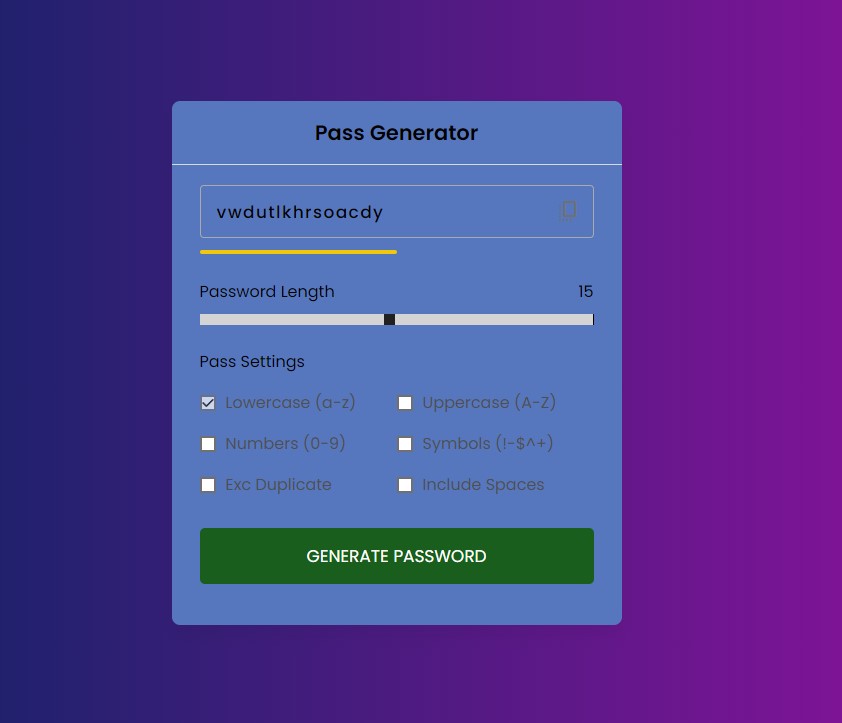 Pass Generator
vwdutlkhrsoacdy
Password Length 15
Pass Settings
Lowercase (a-z) Uppercase (A-Z)
Numbers (0-9) Symbols (!-$^+)
Exc Duplicate Include Spaces
GENERATE PASSWORD